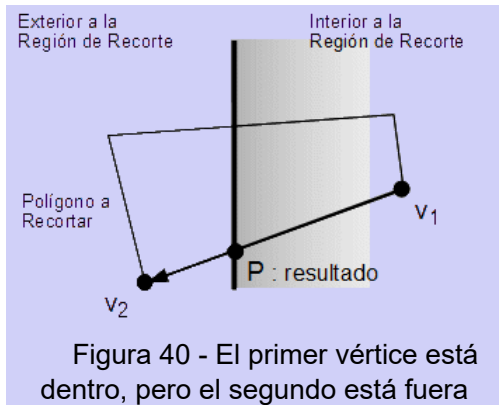 Exterior a la
Región de Recorte
Interior a la
Región de Recorte
Polígono a
Recortar
v1
P : resultado
v2
Figura 40 - El primer vértice está
dentro, pero el segundo está fuera